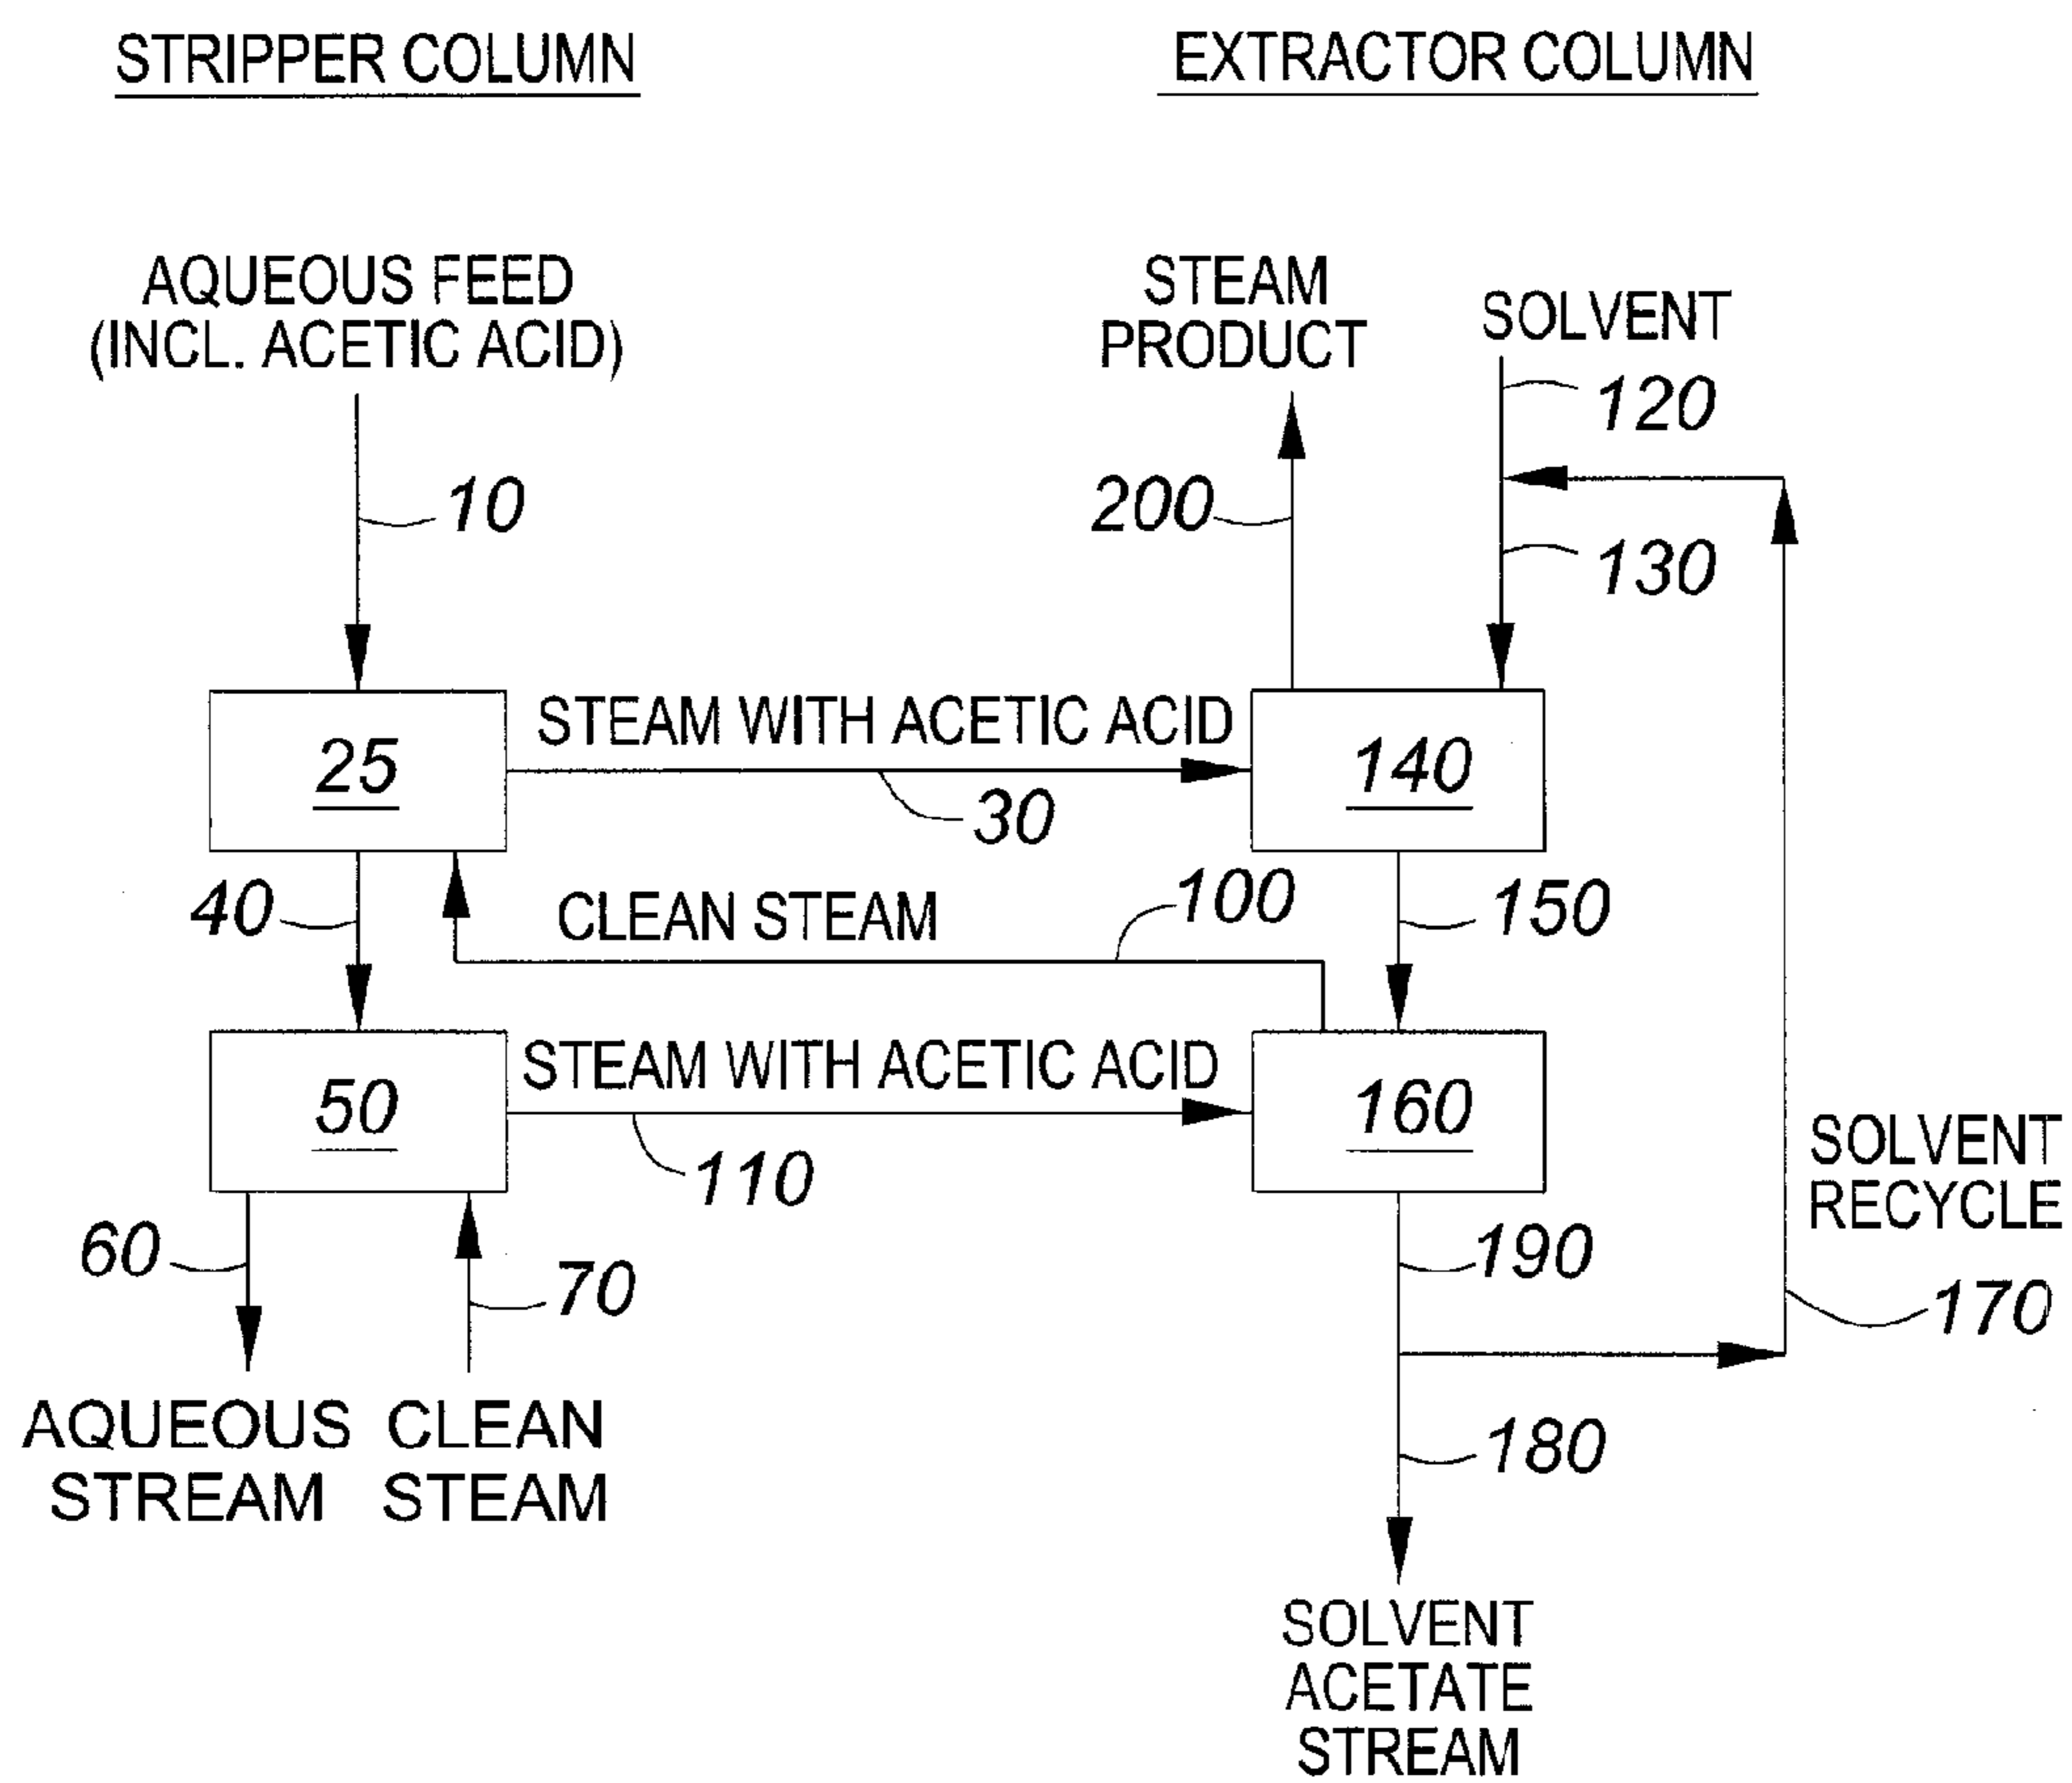 STRIPPER COLUMN
EXTRACTOR COLUMN
AQUEOUS FEED
(INCL. ACETIC ACID)
STEAM
PRODUCT
SOLVENT
120
10
200
130
25
STEAM WITH ACETIC ACID
140
30
40
CLEAN STEAM
100
150
50
STEAM WITH ACETIC ACID
160
110
SOLVENT
RECYCLE
60
70
190
170
AQUEOUS
STREAM
CLEAN
STEAM
180
SOLVENT
ACETATE
STREAM